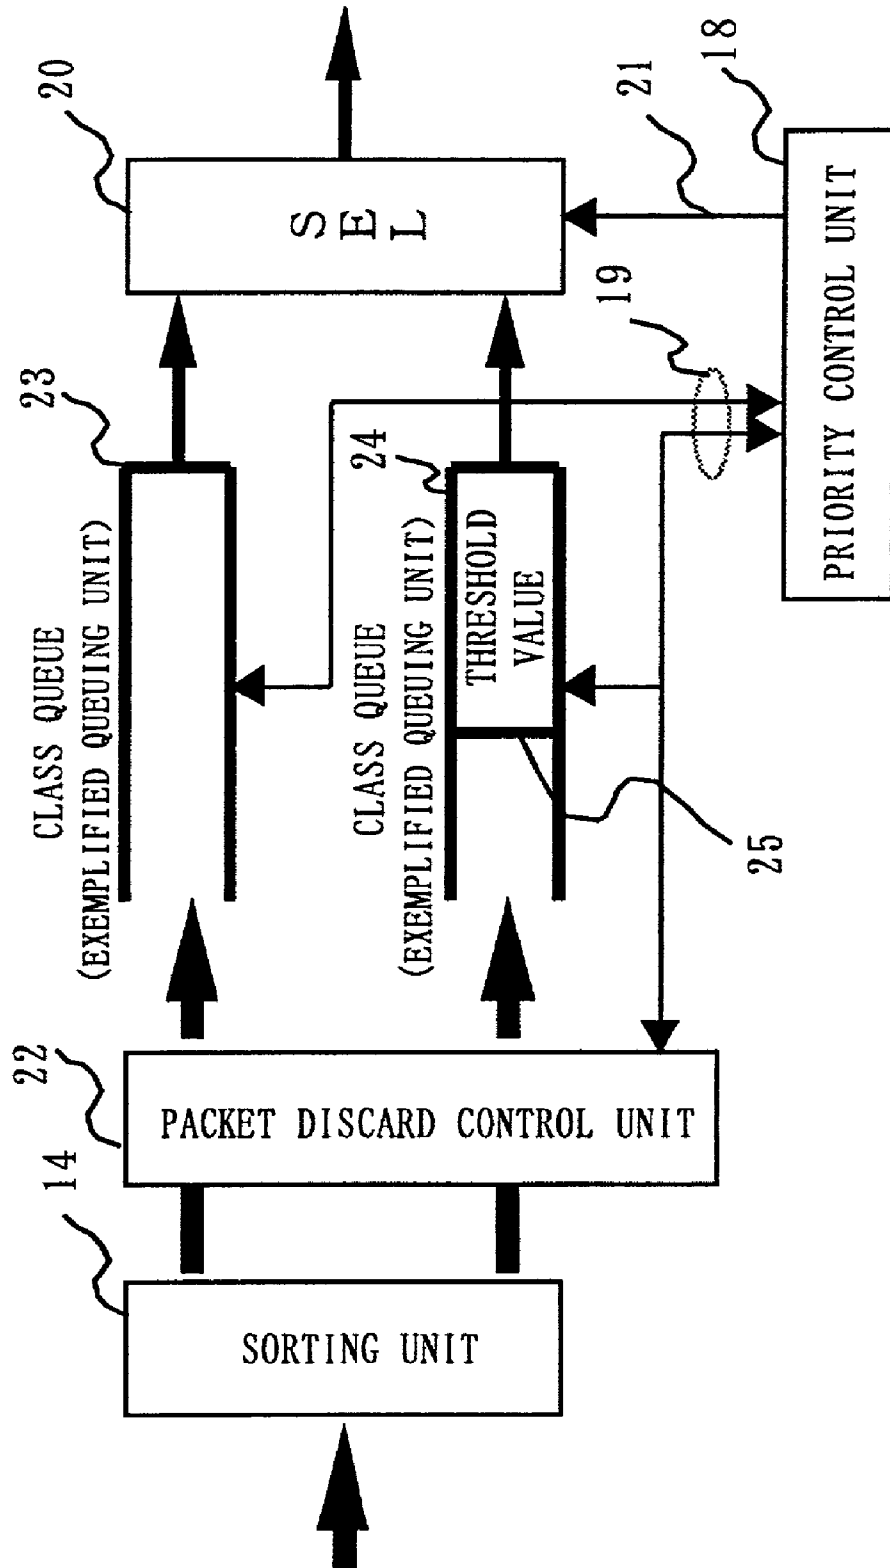 14
SORTING UNIT
22
PACKET DISCARD CONTROL UNIT
CLASS QUEUE
(EXEMPLIFIED QUEUING UNIT)
23
CLASS QUEUE
(EXEMPLIFIED QUEUING UNIT)
24
THRESHOLD
VALUE
25
20
SEL
19
21
18
PRIORITY CONTROL UNIT